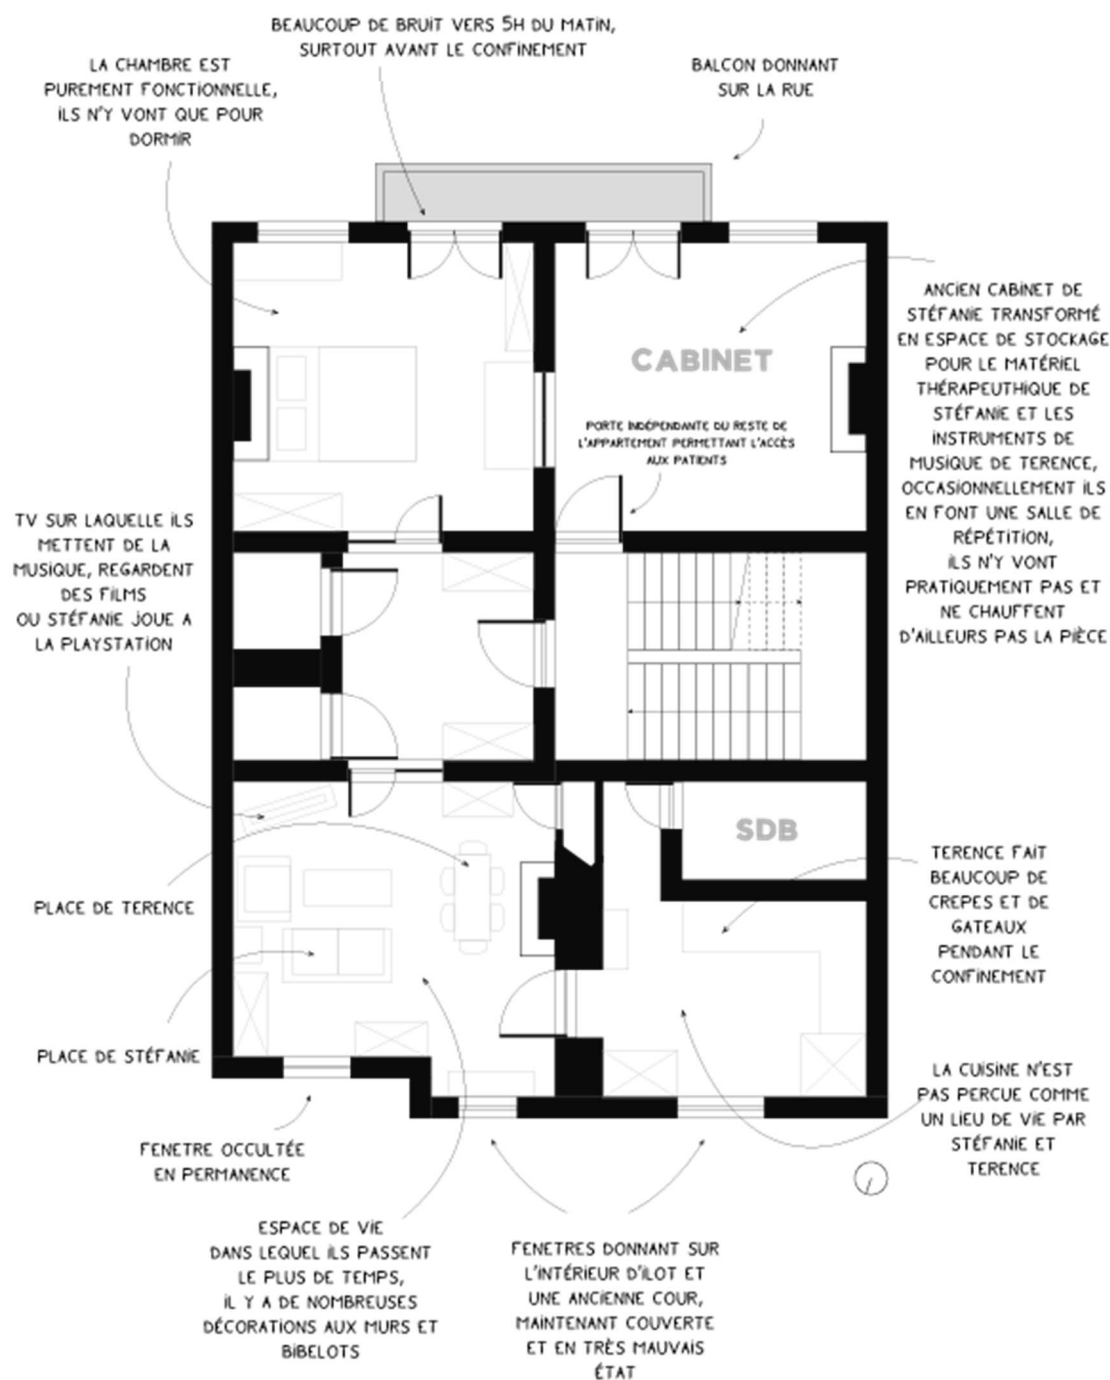 BEAUCOUP DE BRUIT VERS 5H DU MATIN,
SURTOUT AVANT LE CONFINEMENT
LA CHAMBRE EST
PUREMENT FONCTIONNELLE,
ILS N'Y VONT QUE POUR
DORMIR
BALCON DONNANT
SUR LA RUE
ANCIEN CABINET DE
STÉFANIE TRANSFORMÉ
EN ESPACE DE STOCKAGE
POUR LE MATÉRIEL
THÉRAPEUTHIQUE DE
STÉFANIE ET LES
INSTRUMENTS DE
MUSIQUE DE TERENCE,
OCCASIONNELLEMENT ILS
EN FONT UNE SALLE DE
RÉPÉTITION,
ILS N'Y VONT
PRATIQUEMENT PAS ET
NE CHAUFFENT
D'AILLEURS PAS LA PIÈCE
CABINET
PORTE INDÉPENDANTE DU RESTE DE
L'APPARTEMENT PERMETTANT L'ACCÈS
AUX PATIENTS
TV SUR LAQUELLE ILS
METTENT DE LA
MUSIQUE, REGARDENT
DES FILMS
OU STÉFANIE JOUE A
LA PLAYSTATION
SDB
PLACE DE TERENCE
TERENCE FAIT
BEAUCOUP DE
CREPES ET DE
GATEAUX
PENDANT LE
CONFINEMENT
PLACE DE STÉFANIE
LA CUISINE N'EST
PAS PERCUE COMME
UN LIEU DE VIE PAR
STÉFANIE ET
TERENCE
FENETRE OCCULTÉE
EN PERMANENCE
ESPACE DE VIE
DANS LEQUEL ILS PASSENT
LE PLUS DE TEMPS,
IL Y A DE NOMBREUSES
DÉCORATIONS AUX MURS ET
BIBELOTS
FENETRES DONNANT SUR
L'INTÉRIEUR D'ILOT ET
UNE ANCIENNE COUR,
MAINTENANT COUVERTE
ET EN TRÈS MAUVAIS
ÉTAT